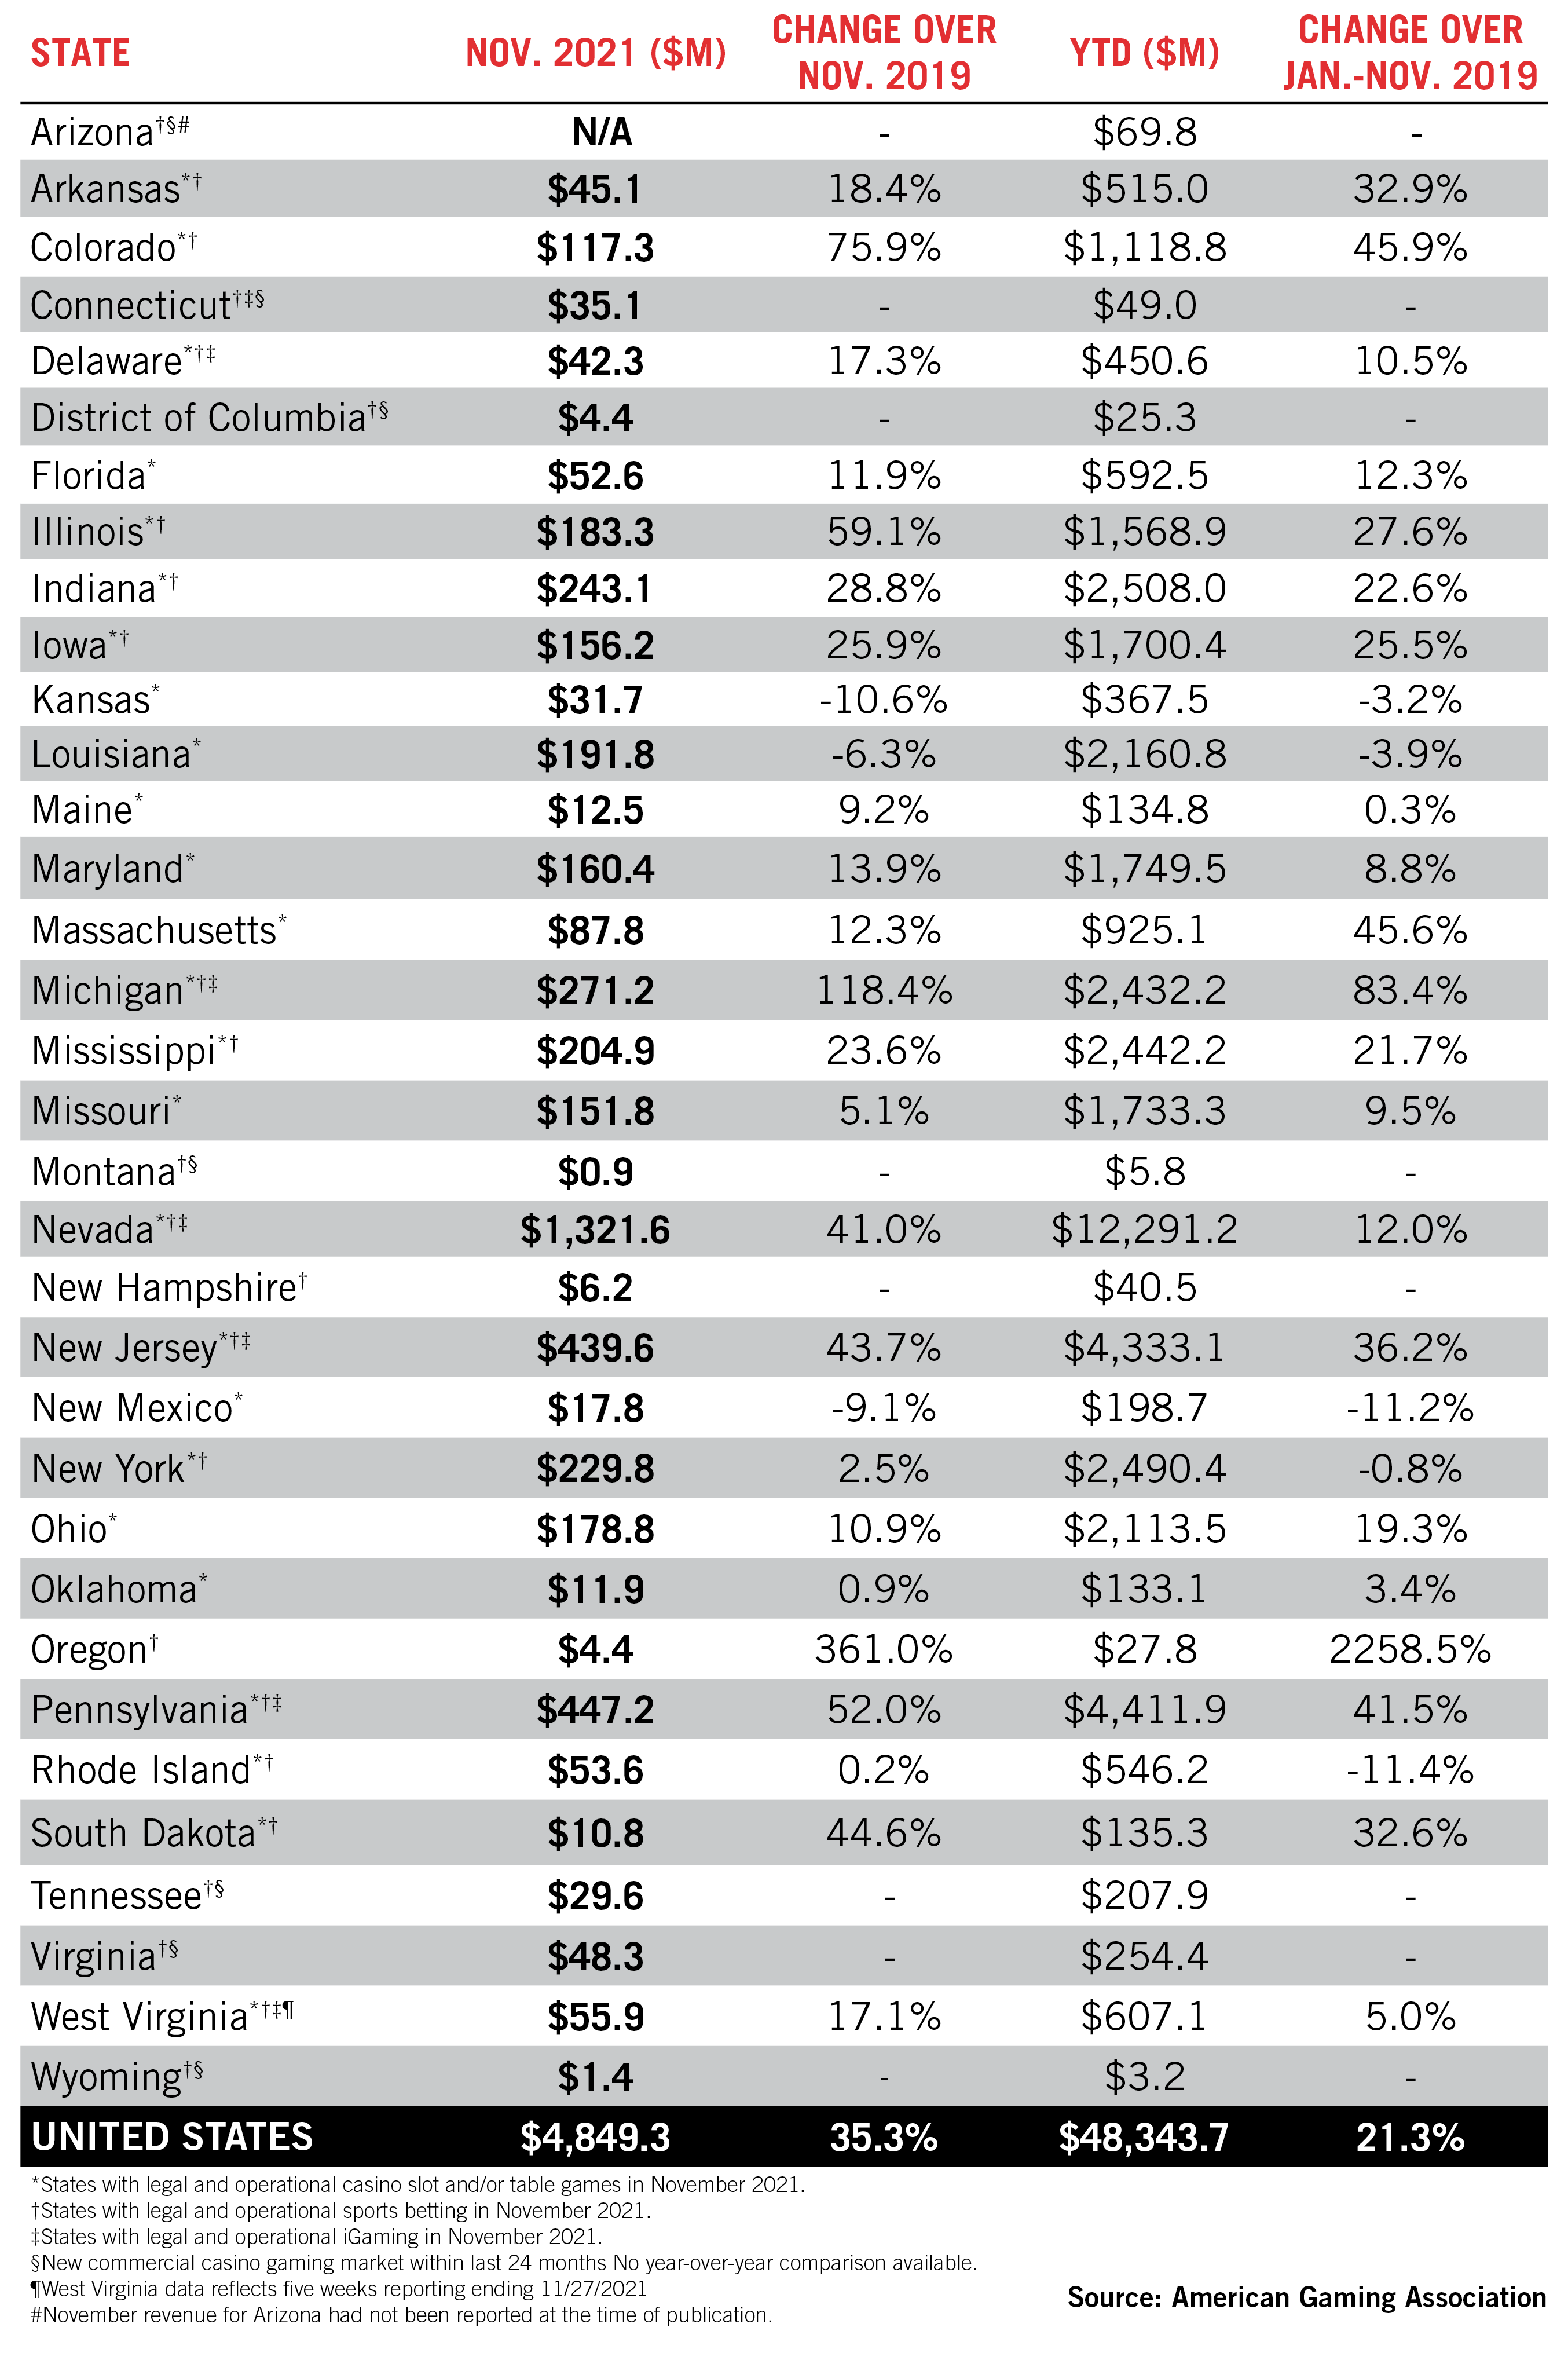 STATE NOV. 2021 ($M) CHANGE OVER NOV. 2019 YTD ($M) CHANGE OVER JAN.-NOV. 2019
Arizona†§# N/A - $69.8 -
Arkansas*† $45.1 18.4% $515.0 32.9%
Colorado*† $117.3 75.9% $1,118.8 45.9%
Connecticut†‡§ $35.1 - $49.0 -
Delaware*†‡ $42.3 17.3% $450.6 10.5%
District of Columbia†§ $4.4 - $25.3 -
Florida* $52.6 11.9% $592.5 12.3%
Illinois*† $183.3 59.1% $1,568.9 27.6%
Indiana*† $243.1 28.8% $2,508.0 22.6%
Iowa*† $156.2 25.9% $1,700.4 25.5%
Kansas* $31.7 -10.6% $367.5 -3.2%
Louisiana* $191.8 -6.3% $2,160.8 -3.9%
Maine* $12.5 9.2% $134.8 0.3%
Maryland* $160.4 13.9% $1,749.5 8.8%
Massachusetts* $87.8 12.3% $925.1 45.6%
Michigan*†‡ $271.2 118.4% $2,432.2 83.4%
Mississippi*† $204.9 23.6% $2,442.2 21.7%
Missouri* $151.8 5.1% $1,733.3 9.5%
Montana†§ $0.9 - $5.8 -
Nevada*†‡ $1,321.6 41.0% $12,291.2 12.0%
New Hampshire† $6.2 - $40.5 -
New Jersey*†‡ $439.6 43.7% $4,333.1 36.2%
New Mexico* $17.8 -9.1% $198.7 -11.2%
New York*† $229.8 2.5% $2,490.4 -0.8%
Ohio* $178.8 10.9% $2,113.5 19.3%
Oklahoma* $11.9 0.9% $133.1 3.4%
Oregon† $4.4 361.0% $27.8 2258.5%
Pennsylvania*†‡ $447.2 52.0% $4,411.9 41.5%
Rhode Island*† $53.6 0.2% $546.2 -11.4%
South Dakota*† $10.8 44.6% $135.3 32.6%
Tennessee†§ $29.6 - $207.9 -
Virginia†§ $48.3 - $254.4 -
West Virginia*†‡¶ $55.9 17.1% $607.1 5.0%
Wyoming†§ $1.4 - $3.2 -
UNITED STATES $4,849.3 35.3% $48,343.7 21.3%
*States with legal and operational casino slot and/or table games in November 2021.
†States with legal and operational sports betting in November 2021.
‡States with legal and operational iGaming in November 2021.
§New commercial casino gaming market within last 24 months No year-over-year comparison available.
¶West Virginia data reflects five weeks reporting ending 11/27/2021
#November revenue for Arizona had not been reported at the time of publication.
Source: American Gaming Association